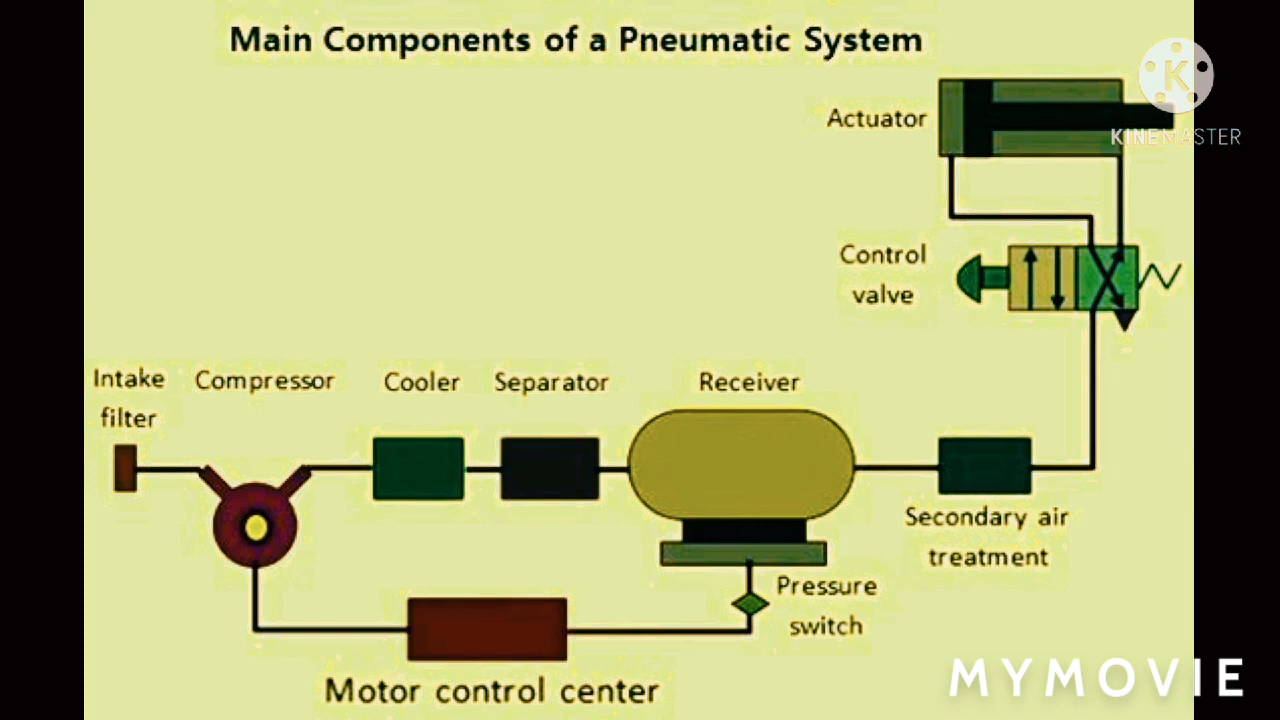 Main Components of a Pneumatic System
K
KINEMASTER
Actuator
Control
valve
Intake
filter
Compressor
Cooler
Separator
Receiver
Secondary air
treatment
Pressure
switch
Motor control center
MYMOVIE